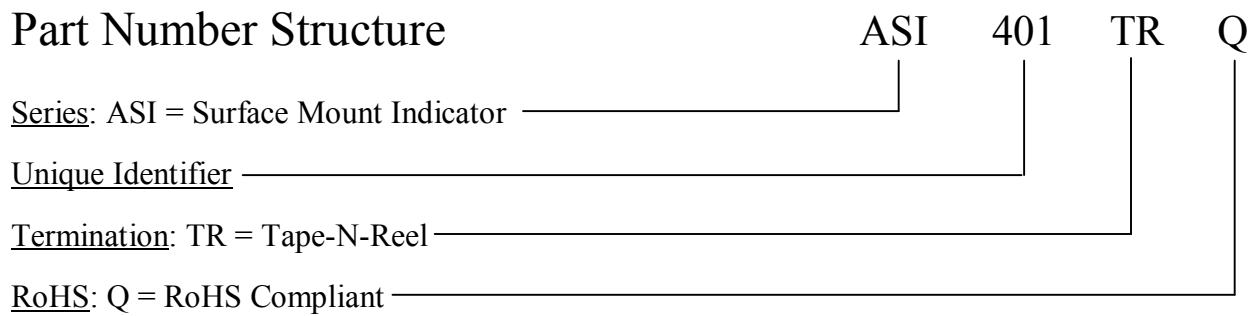 Part Number Structure ASI 401 TR Q
Series: ASI = Surface Mount Indicator
Unique Identifier
Termination: TR = Tape-N-Reel
RoHS: Q = RoHS Compliant